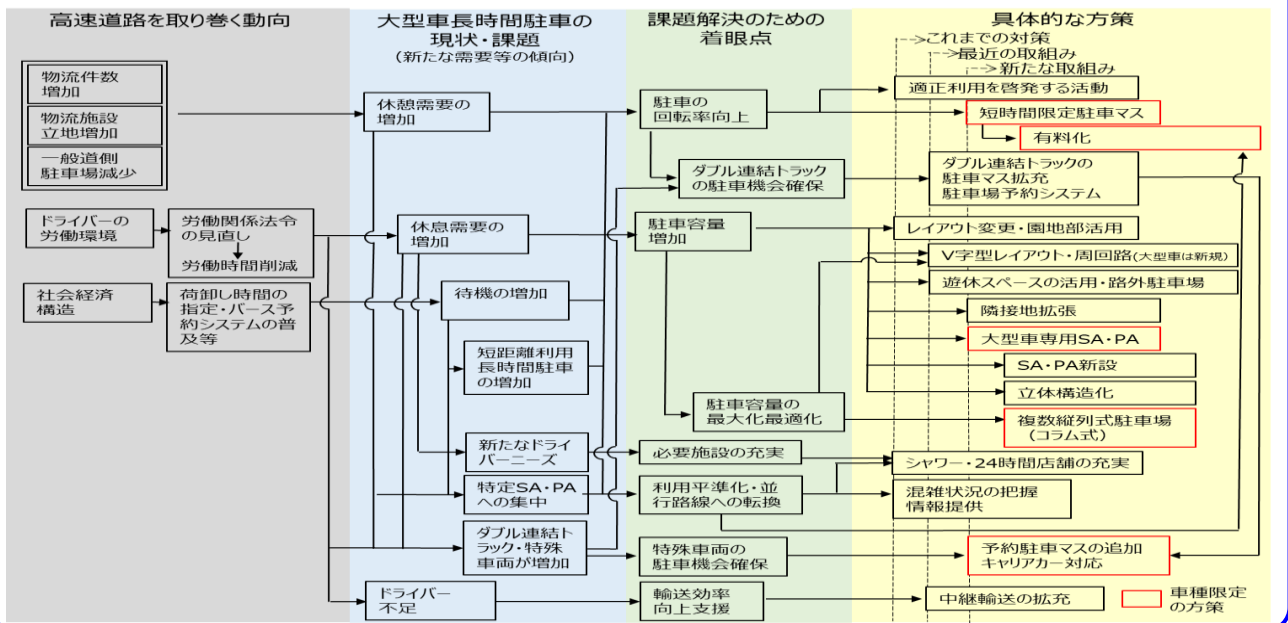 高速道路を取り巻く動向
大型車長時間駐車の
現状・課題
(新たな需要等の傾向)
課題解決のための
着眼点
具体的な方策
これまでの対策
最近の取組み
新たな取組み
物流件数
増加
物流施設
立地増加
一般道側
駐車場減少
ドライバーの
労働環境
労働関係法令
の見直し
労働時間削減
社会経済
構造
荷卸し時間の
指定・バース予
約システムの普
及等
休憩需要の
増加
休息需要の
増加
待機の増加
短距離利用
長時間駐車
の増加
新たなドライ
バーニーズ
特定SA・PA
への集中
ダブル連結ト
ラック・特殊
車両が増加
ドライバー
不足
駐車の
回転率向上
ダブル連結トラック
の駐車機会確保
駐車容量
増加
駐車容量の
最大化最適化
必要施設の充実
利用平準化・並
行路線への転換
特殊車両の
駐車機会確保
輸送効率
向上支援
適正利用を啓発する活動
短時間限定駐車マス
有料化
ダブル連結トラックの
駐車マス拡充
駐車場予約システム
レイアウト変更・園地部活用
V字型レイアウト・周回路(大型車は新規)
遊休スペースの活用・路外駐車場
隣接地拡張
大型車専用SA・PA
SA・PA新設
立体構造化
複数縦列式駐車場
(コラム式)
シャワー・24時間店舗の充実
混雑状況の把握
情報提供
予約駐車マスの追加
キャリアカー対応
中継輸送の拡充
車種限定
の方策